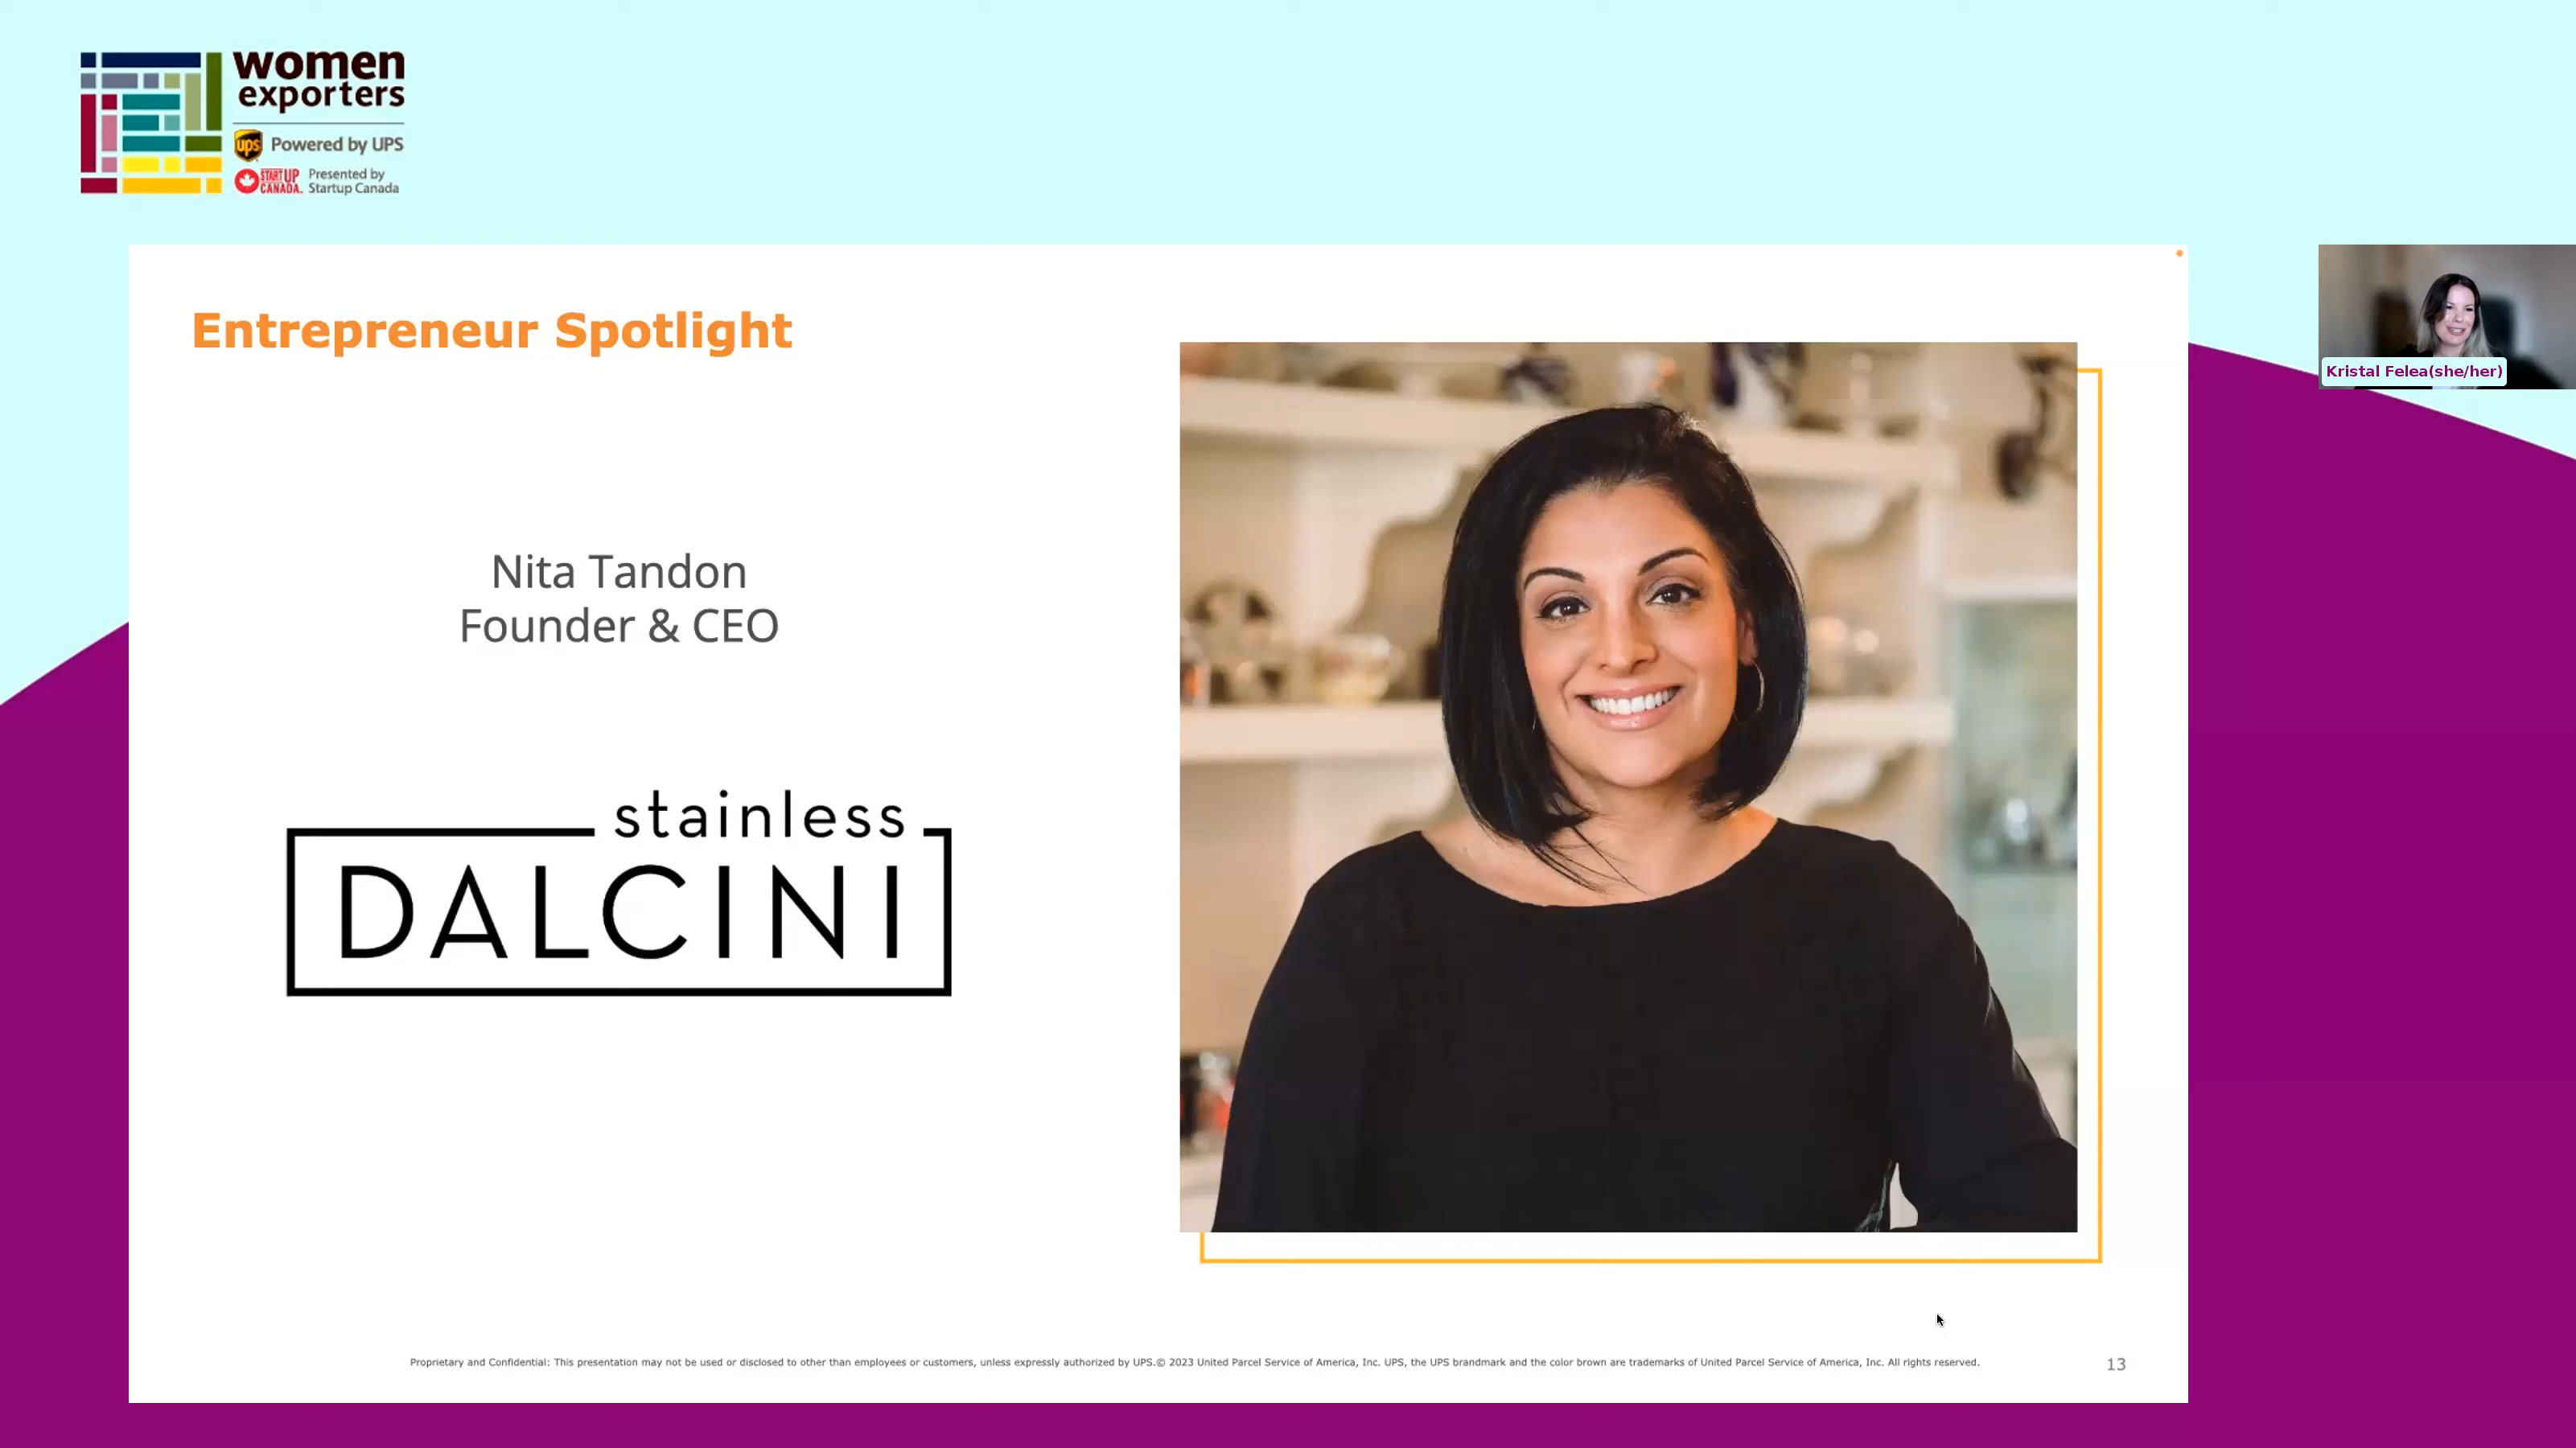 women
exporters
ups Powered by UPS
STARTUP CANADA. Presented by
Startup Canada
Entrepreneur Spotlight
Kristal Felea(she/her)
Nita Tandon
Founder & CEO
stainless
DALCINI
Proprietary and Confidential: This presentation may not be used or disclosed to other than employees or customers, unless expressly authorized by UPS.© 2023 United Parcel Service of America, Inc. UPS, the UPS brandmark and the color brown are trademarks of United Parcel Service of America, Inc. All rights reserved.
13